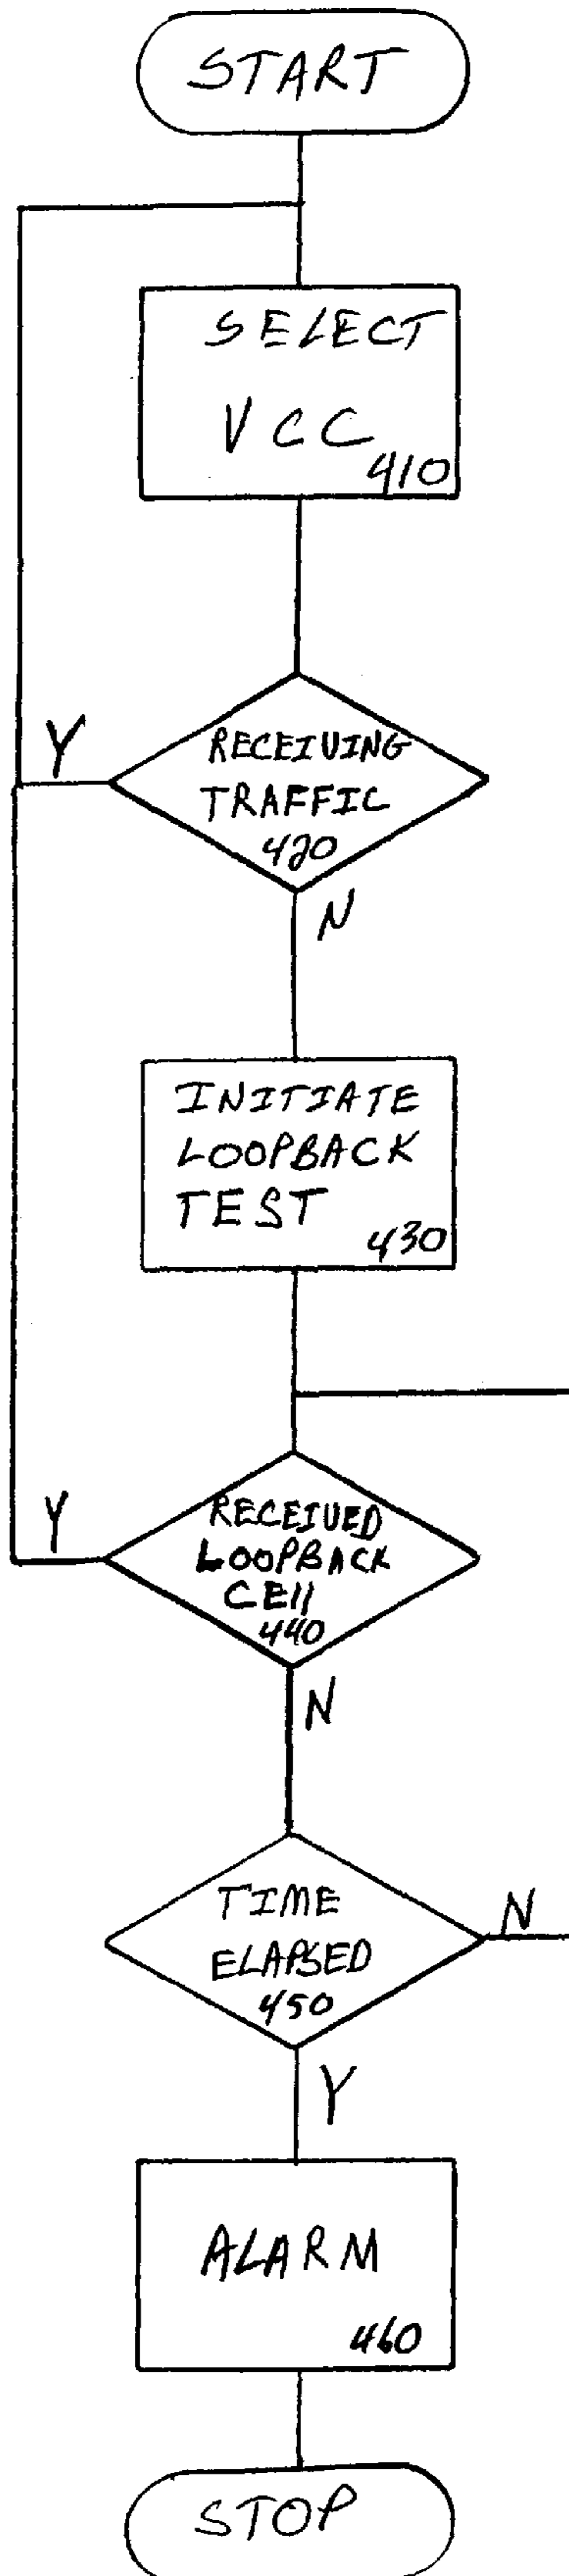 START
SELECT
VCC
410
Y
RECEIVING
TRAFFIC
420
N
INITIATE
LOOPBACK
TEST
430
Y
RECEIVED
LOOPBACK
CEll
440
N
TIME
ELAPSED
450
N
Y
ALARM
460
STOP